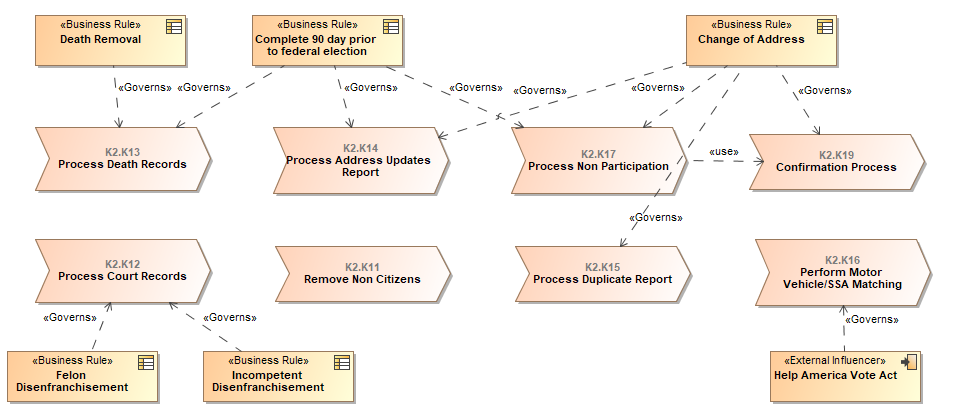 «Business Rule»
Death Removal
«Business Rule»
Complete 90 day prior
to federal election
«Business Rule»
Change of Address
«Governs»
«Governs»
«Governs»
«Governs»
«Governs»
«Governs»
«Governs»
K2.K13
Process Death Records
K2.K14
Process Address Updates
Report
K2.K17
Process Non Participation
«use»
K2.K19
Confirmation Process
«Governs»
K2.K12
Process Court Records
K2.K11
Remove Non Citizens
K2.K15
Process Duplicate Report
K2.K16
Perform Motor
Vehicle/SSA Matching
«Governs»
«Governs»
«Governs»
«Business Rule»
Felon
Disenfranchisement
«Business Rule»
Incompetent
Disenfranchisement
«External Influencer»
Help America Vote Act